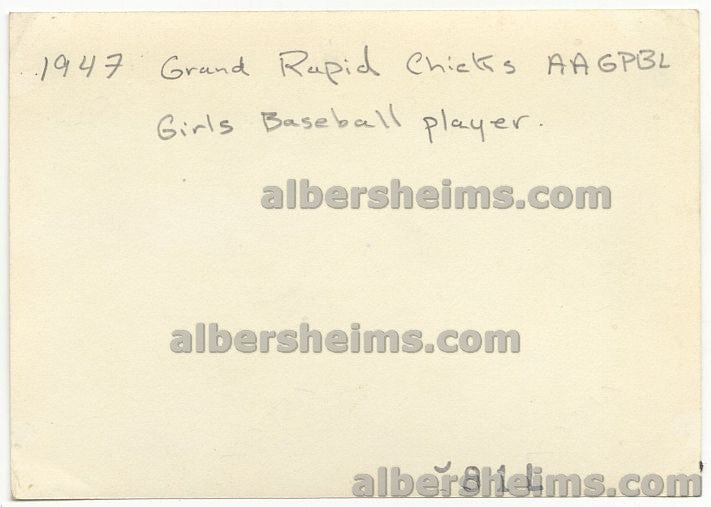 1947 Grand Rapid Chicks AAGPBL
Girls Baseball player.
albersheims.com
albersheims.com
albersheims.com